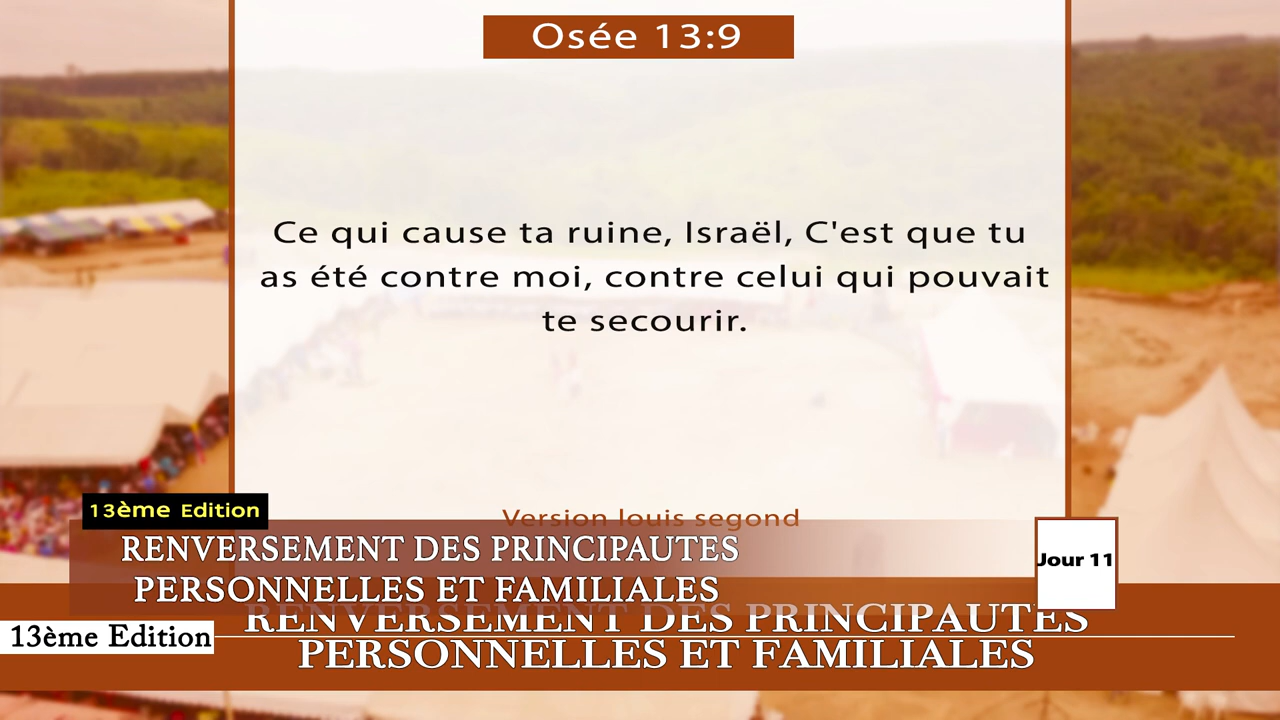 Osée 13:9
Ce qui cause ta ruine, Israël, C'est que tu
as été contre moi, contre celui qui pouvait
te secourir.
Version louis segond
13ème Edition
RENVERSEMENT DES PRINCIPAUTES
PERSONNELLES ET FAMILIALES
Jour 11
RENVERSEMENT DES PRINCIPAUTES
13ème Edition
PERSONNELLES ET FAMILIALES